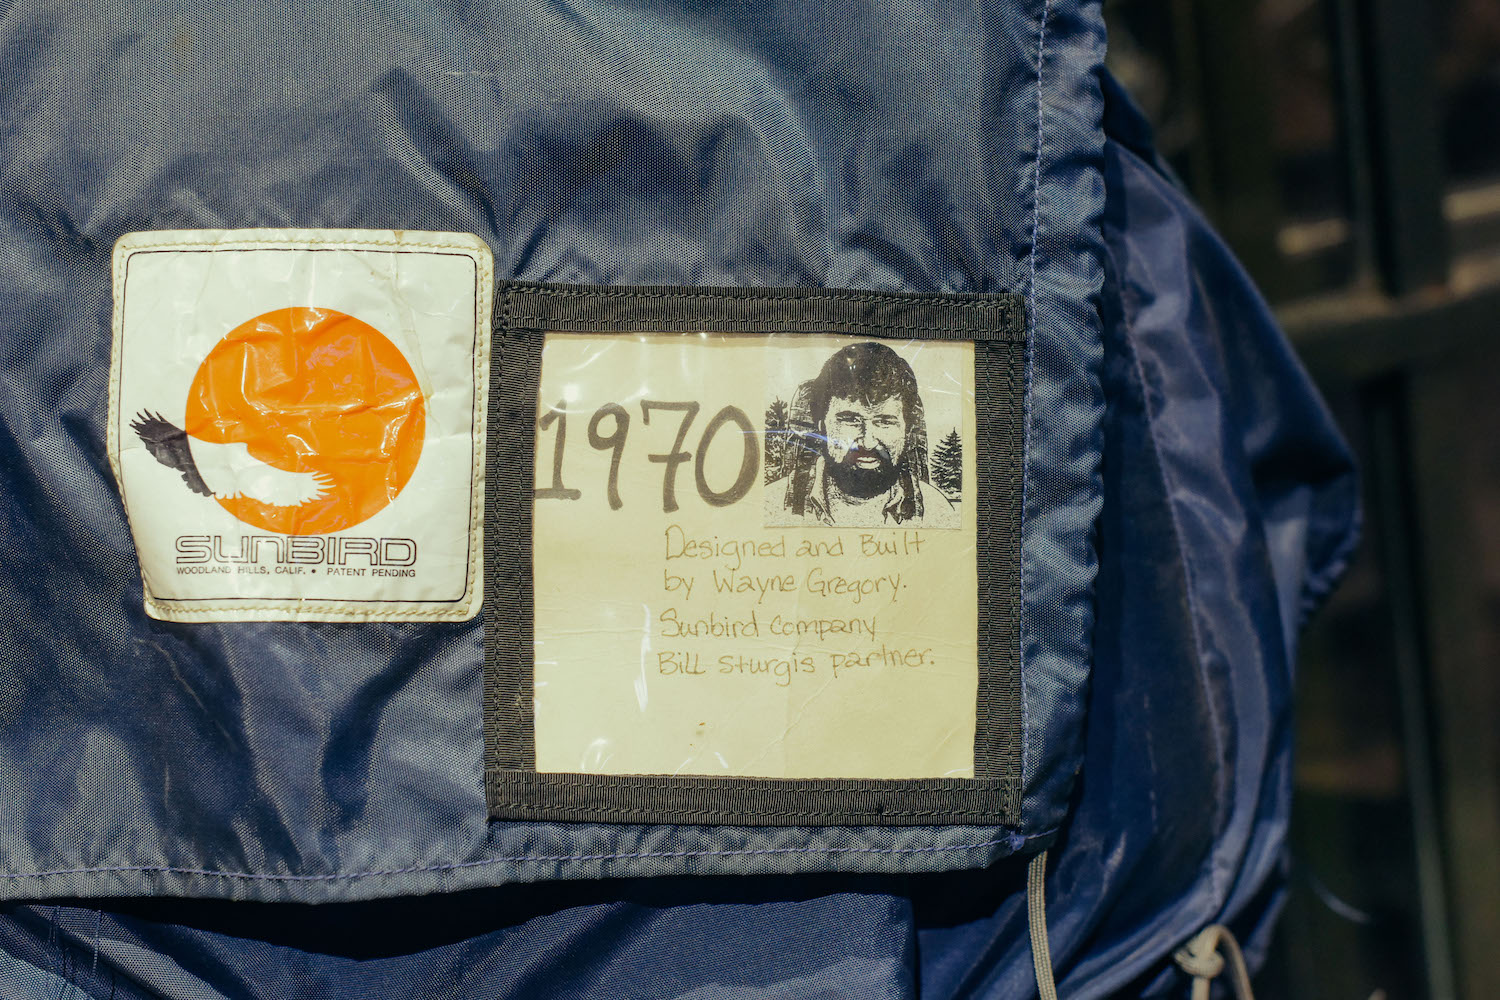 SUNBIRD
WOODLAND HILLS, CALIF. • PATENT PENDING
1970
Designed and Built
by Wayne Gregory.
Sunbird company
Bill Sturgis partner.